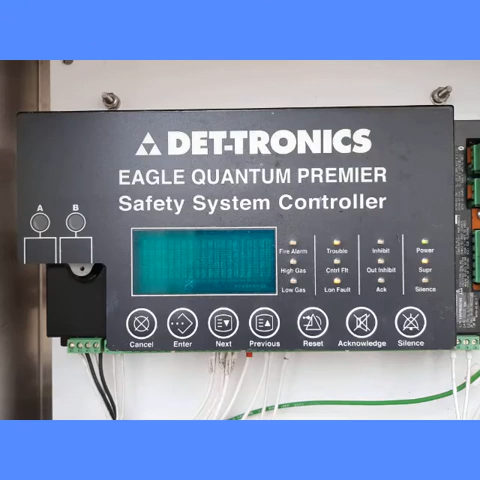 DET-TRONICS
EAGLE QUANTUM PREMIER
Safety System Controller
A B
Fire Alarm Trouble Inhibit Power
High Gas Cntrl Flt Out Inhibit Supr
Low Gas Lon Fault Ack Silence
Cancel Enter Next Previous Reset Acknowledge Silence